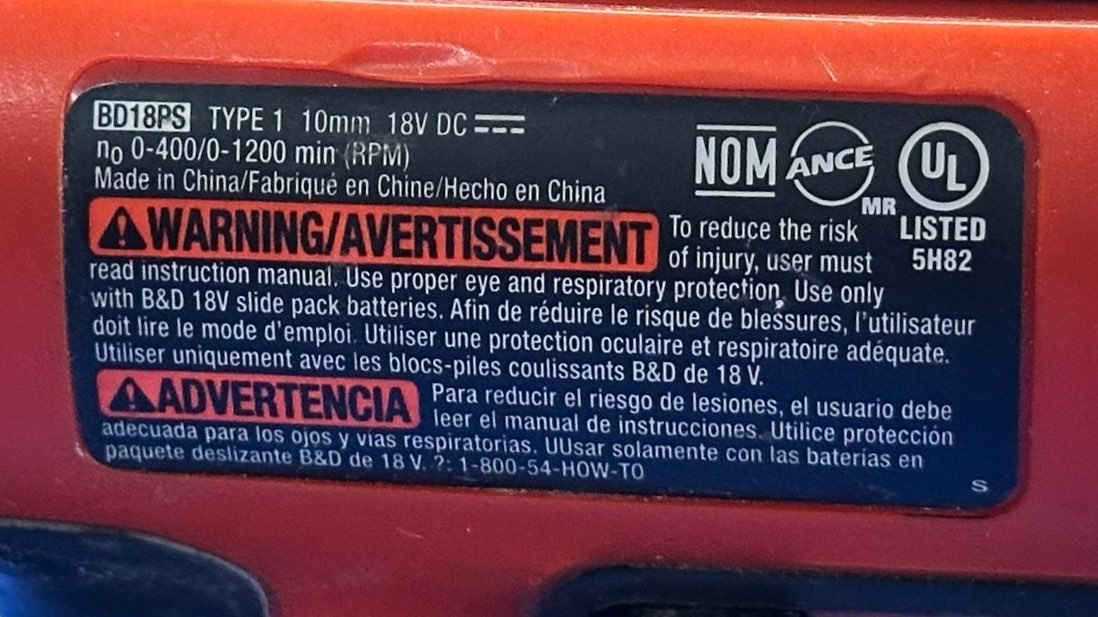 BD18PS TYPE 1 10mm 18V DC
n₀ 0-400/0-1200 min (RPM)
Made in China/Fabriqué en Chine/Hecho en China
NOM ANCE MR UL
LISTED
5H82
WARNING/AVERTISSEMENT To reduce the risk
of injury, user must
read instruction manual. Use proper eye and respiratory protection. Use only
with B&D 18V slide pack batteries. Afin de réduire le risque de blessures, l'utilisateur
doit lire le mode d'emploi. Utiliser une protection oculaire et respiratoire adéquate.
Utiliser uniquement avec les blocs-piles coulissants B&D de 18 V.
ADVERTENCIA Para reducir el riesgo de lesiones, el usuario debe
leer el manual de instrucciones. Utilice protección
adecuada para los ojos y vías respiratorias. UUsar solamente con las baterías en
paquete deslizante B&D de 18 V. ?: 1-800-54-HOW-TO
S